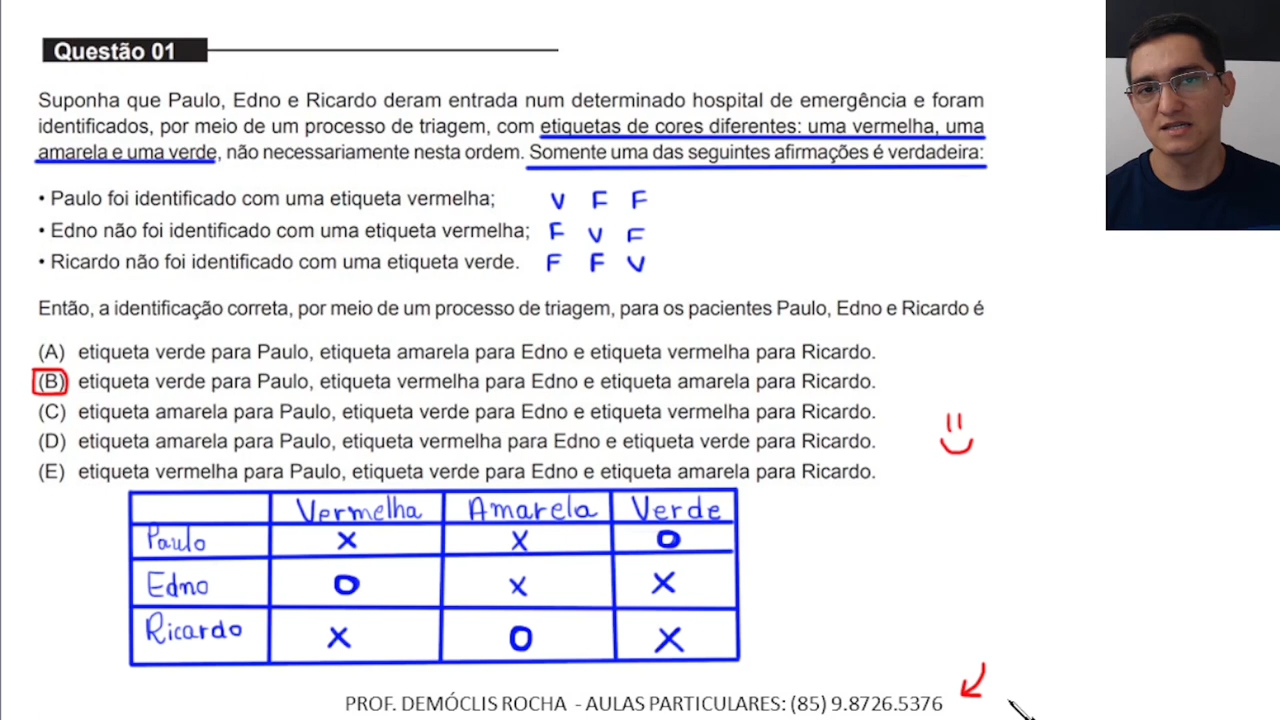 Questão 01
Suponha que Paulo, Edno e Ricardo deram entrada num determinado hospital de emergência e foram
identificados, por meio de um processo de triagem, com etiquetas de cores diferentes: uma vermelha, uma
amarela e uma verde, não necessariamente nesta ordem. Somente uma das seguintes afirmações é verdadeira:
• Paulo foi identificado com uma etiqueta vermelha; V F F
• Edno não foi identificado com uma etiqueta vermelha; F V F
• Ricardo não foi identificado com uma etiqueta verde. F F V
Então, a identificação correta, por meio de um processo de triagem, para os pacientes Paulo, Edno e Ricardo é
(A) etiqueta verde para Paulo, etiqueta amarela para Edno e etiqueta vermelha para Ricardo.
(B) etiqueta verde para Paulo, etiqueta vermelha para Edno e etiqueta amarela para Ricardo.
(C) etiqueta amarela para Paulo, etiqueta verde para Edno e etiqueta vermelha para Ricardo.
(D) etiqueta amarela para Paulo, etiqueta vermelha para Edno e etiqueta verde para Ricardo.
(E) etiqueta vermelha para Paulo, etiqueta verde para Edno e etiqueta amarela para Ricardo.
Vermelha Amarela Verde
Paulo X X O
Edno O X X
Ricardo X O X
PROF. DEMÓCLIS ROCHA - AULAS PARTICULARES: (85) 9.8726.5376